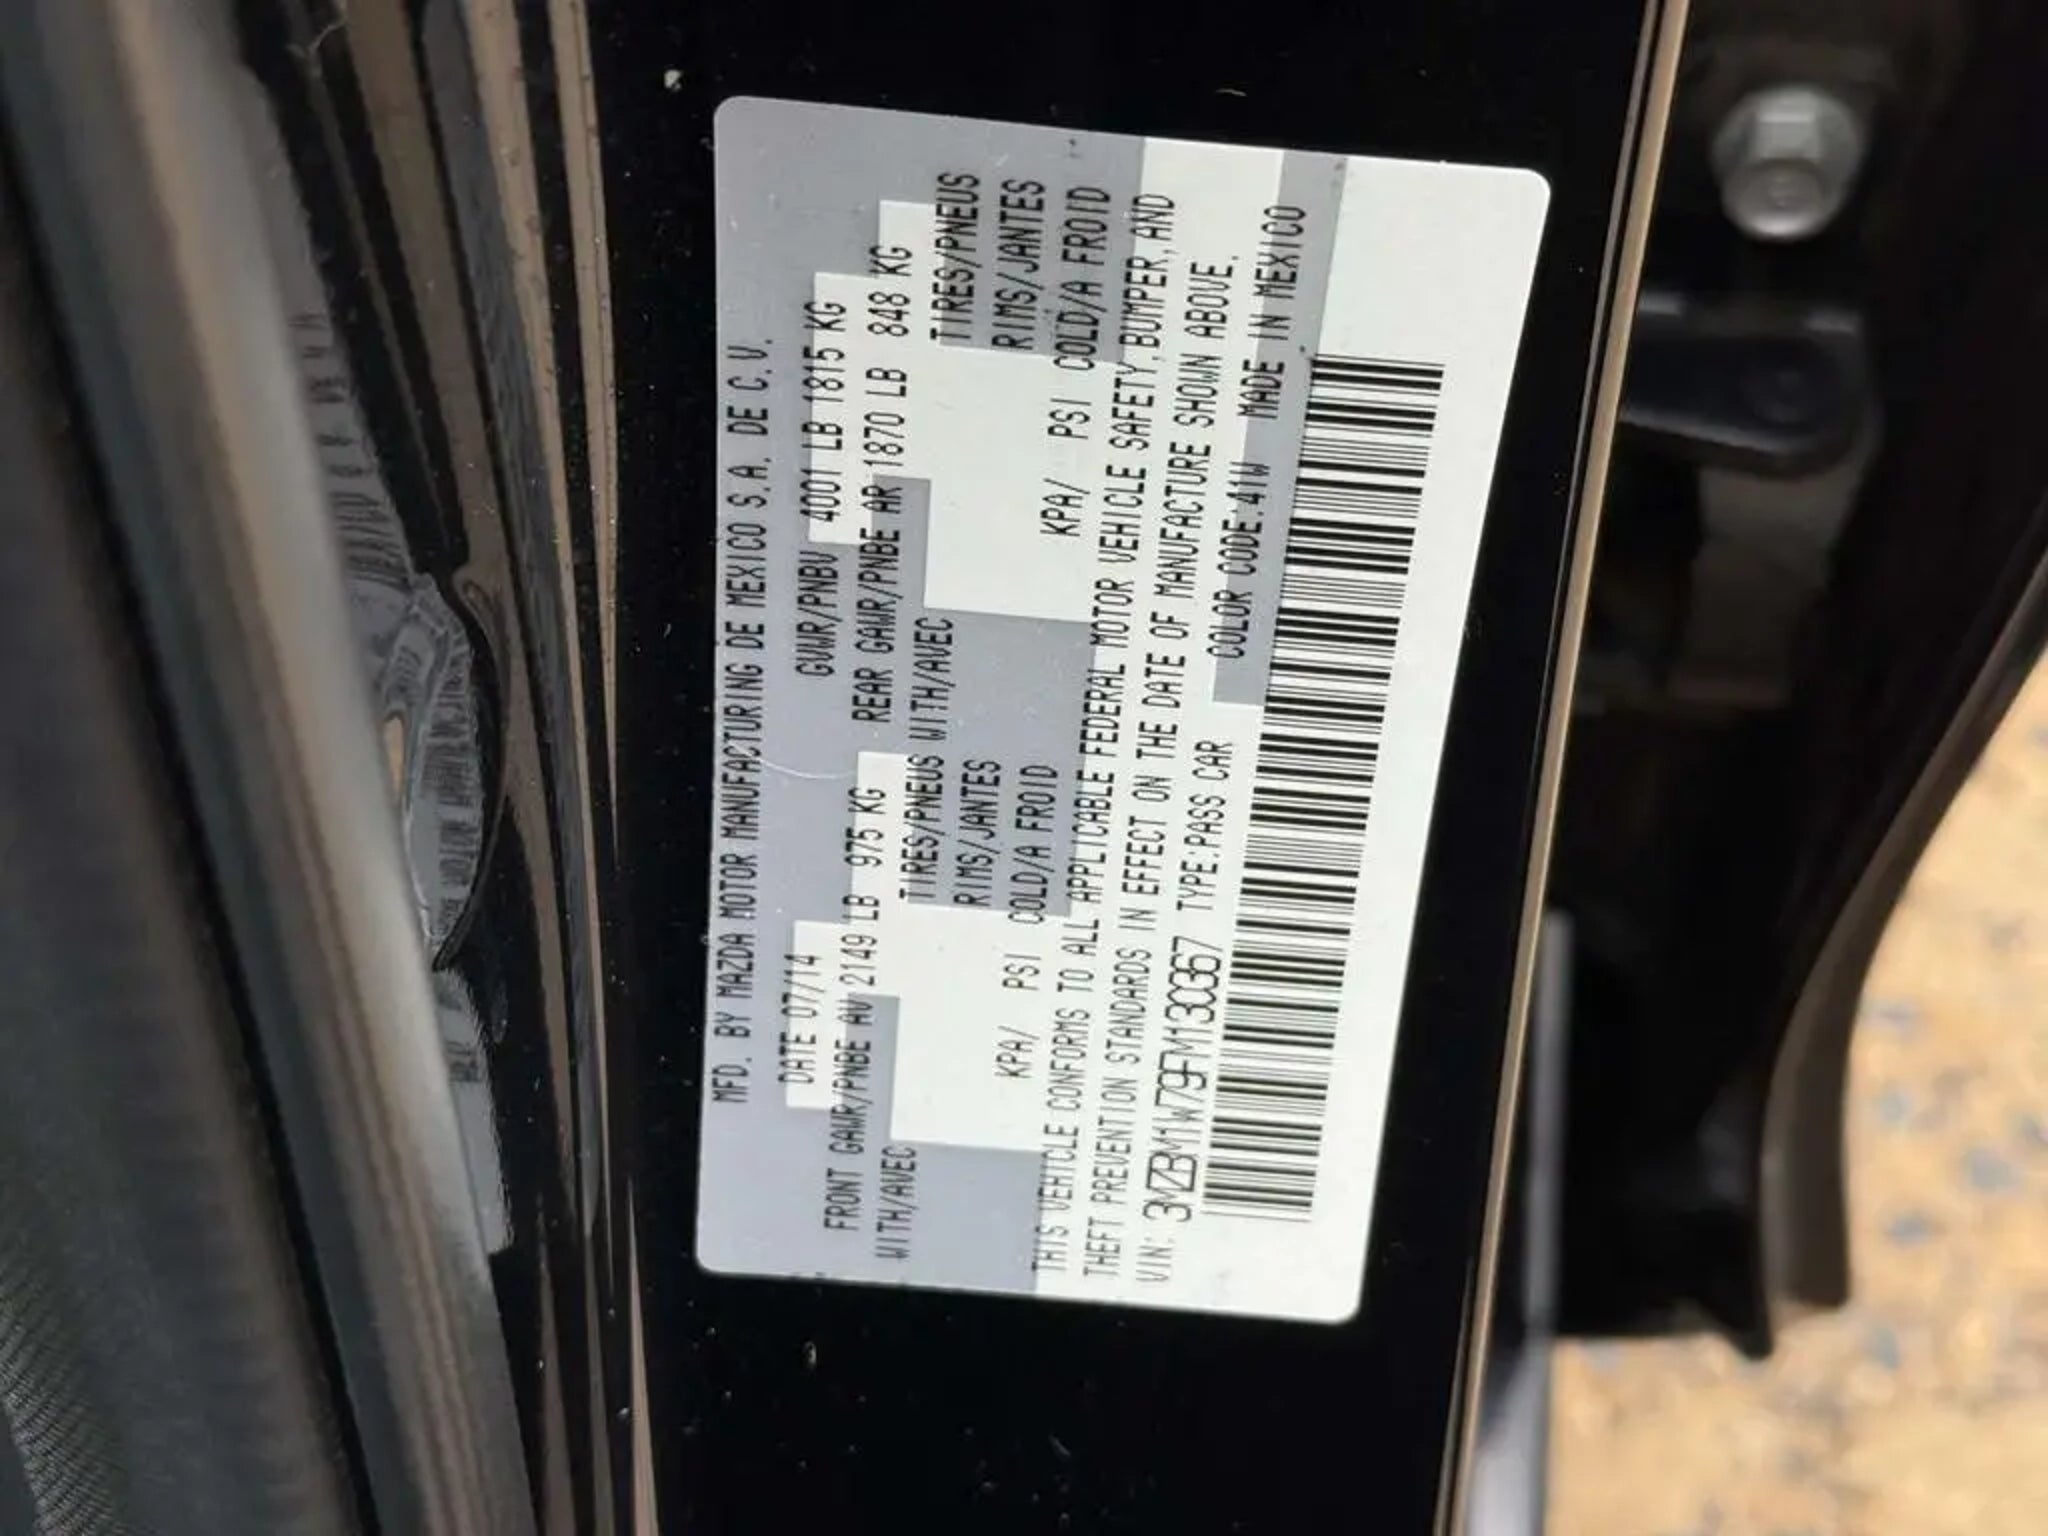 MFD. BY MAZDA MOTOR MANUFACTURING DE MEXICO S.A. DE C.V.
DATE 07/14 GVWR/PNBV 4001 LB 1815 KG
FRONT GAWR/PNBE AV 2149 LB 975 KG REAR GAWR/PNBE AR 1870 LB 848 KG
WITH/AVEC TIRES/PNEUS WITH/AVEC TIRES/PNEUS
RIMS/JANTES RIMS/JANTES
KPA/ PSI COLD/A FROID KPA/ PSI COLD/A FROID
THIS VEHICLE CONFORMS TO ALL APPLICABLE FEDERAL MOTOR VEHICLE SAFETY,BUMPER,AND
THEFT PREVENTION STANDARDS IN EFFECT ON THE DATE OF MANUFACTURE SHOWN ABOVE.
VIN: 3MZBM1W79FM130367 TYPE:PASS CAR COLOR CODE:41W MADE IN MEXICO